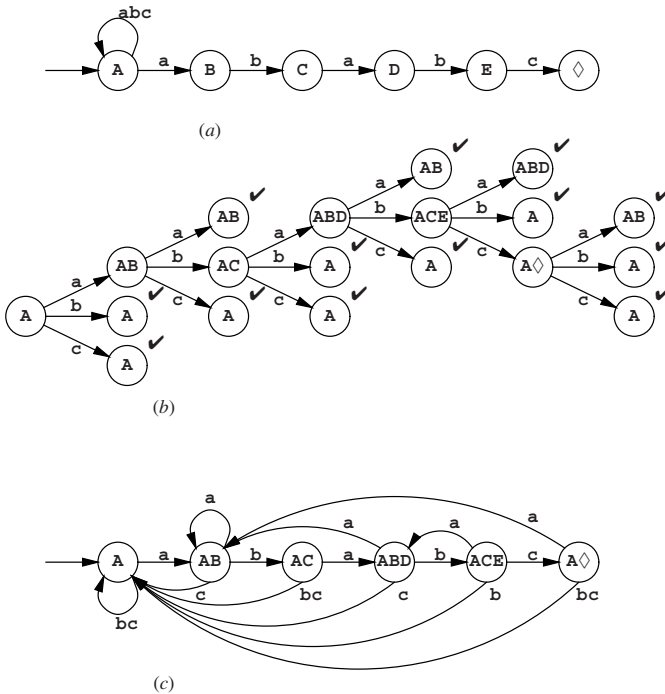 abc
A a B b C a D b E c ◊
(a)
AB ✔ ABD ✔
a a
AB ✔ ABD b ACE b A ✔ AB ✔
a a c c a
AB b AC b A ✔ A ✔ A◊ b A ✔
a c c c
A b A ✔ A ✔ A ✔ A ✔
c
A ✔
(b)
a a
a a
A a AB b AC a ABD b ACE c A◊
bc c bc c b bc
(c)